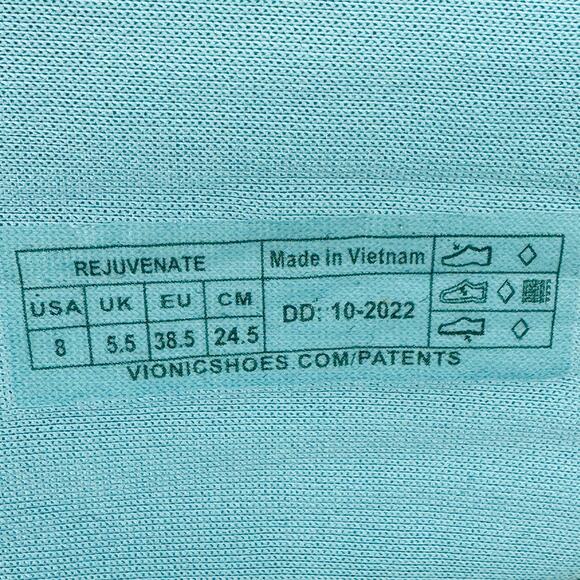 REJUVENATE
Made in Vietnam
USA UK EU CM
8 5.5 38.5 24.5
DD: 10-2022
VIONICSHOES.COM/PATENTS